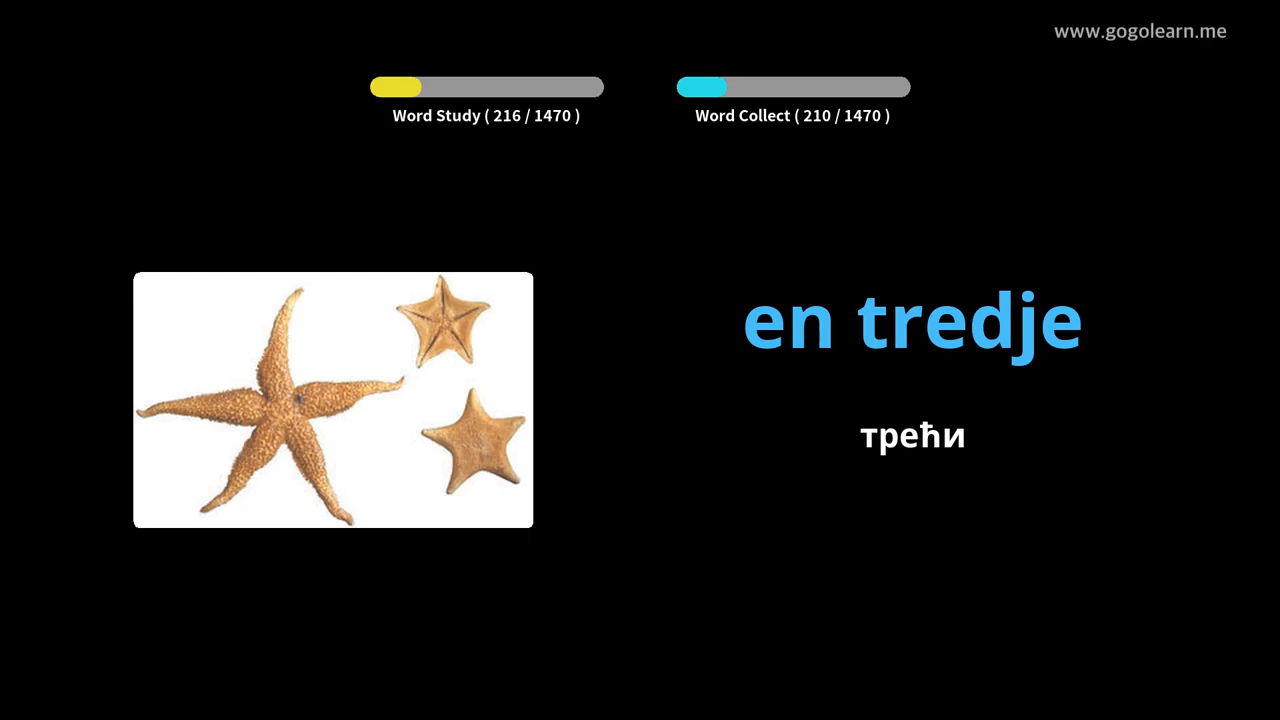 www.gogolearn.me
Word Study ( 216 / 1470 )
Word Collect ( 210 / 1470 )
en tredje
трећи